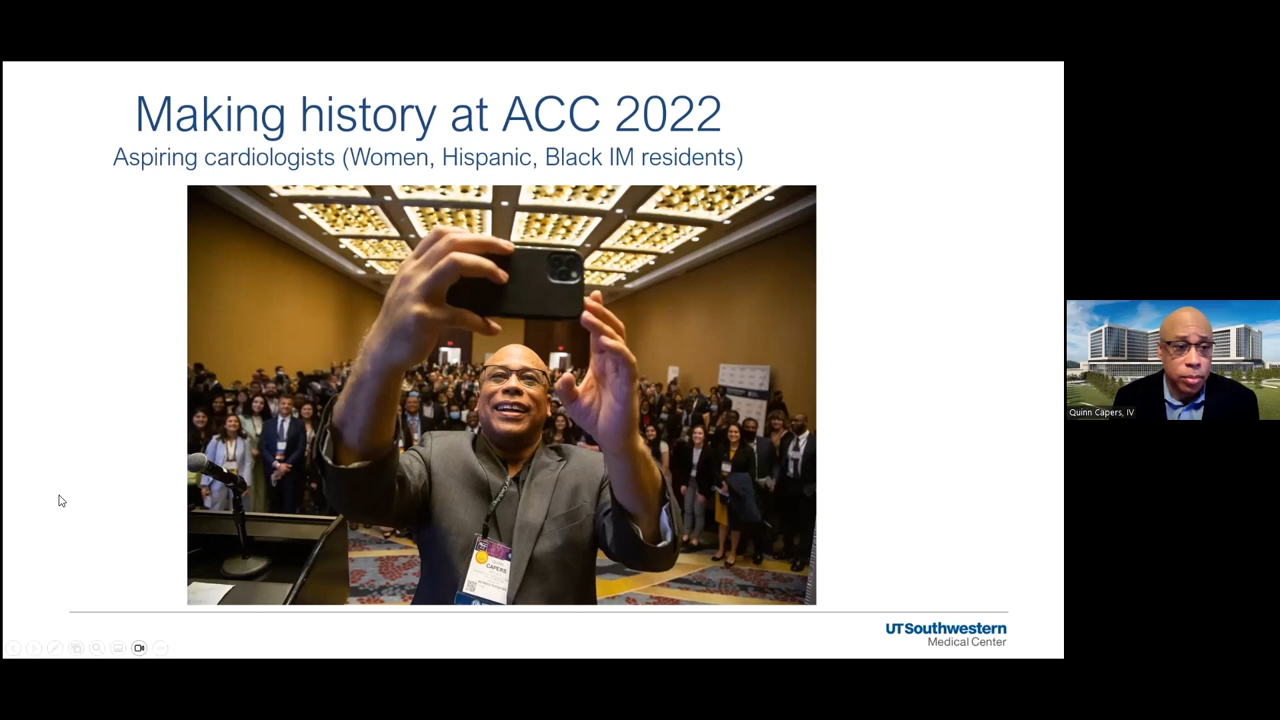 Making history at ACC 2022
Aspiring cardiologists (Women, Hispanic, Black IM residents)
CAPERS
UTSouthwestern
Medical Center
Quinn Capers, IV